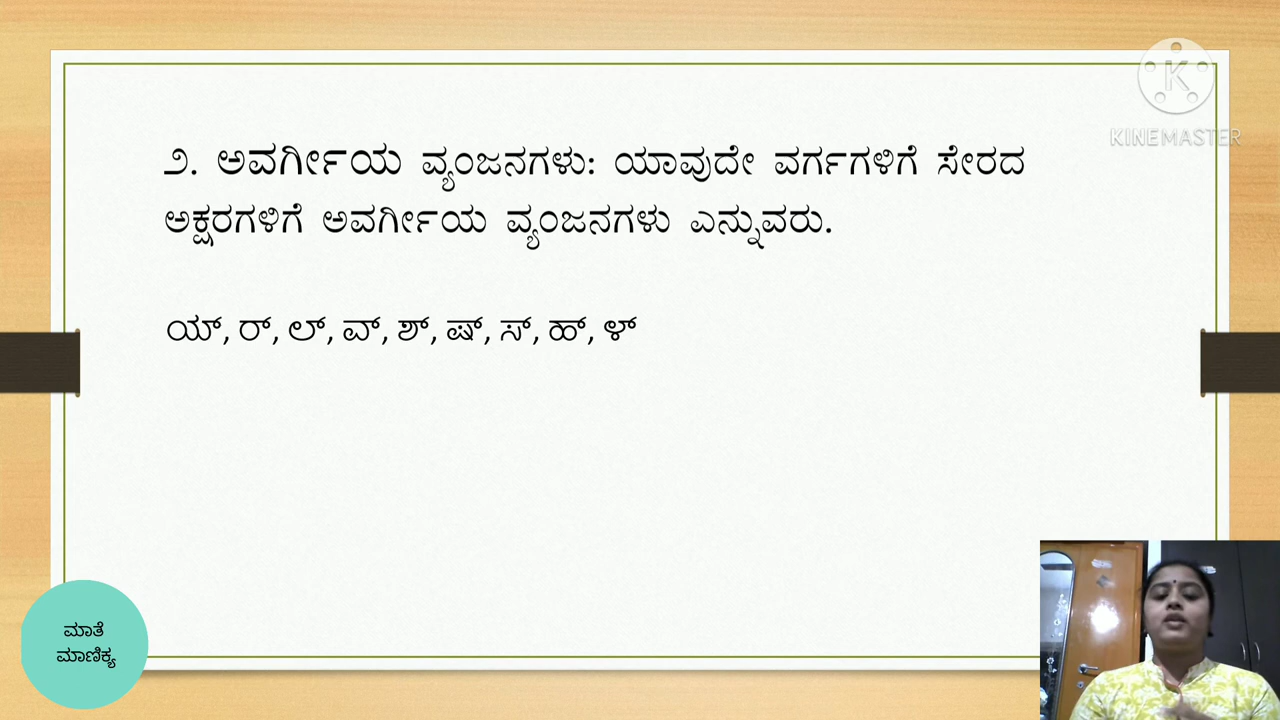 ೨. ಅವರ್ಗೀಯ ವ್ಯಂಜನಗಳು: ಯಾವುದೇ ವರ್ಗಗಳಿಗೆ ಸೇರದ
ಅಕ್ಷರಗಳಿಗೆ ಅವರ್ಗೀಯ ವ್ಯಂಜನಗಳು ಎನ್ನುವರು.
ಯ್, ರ್, ಲ್, ವ್, ಶ್, ಷ್, ಸ್, ಹ್, ಳ್
ಮಾತೆ
ಮಾಣಿಕ್ಯ
K
KINEMASTER